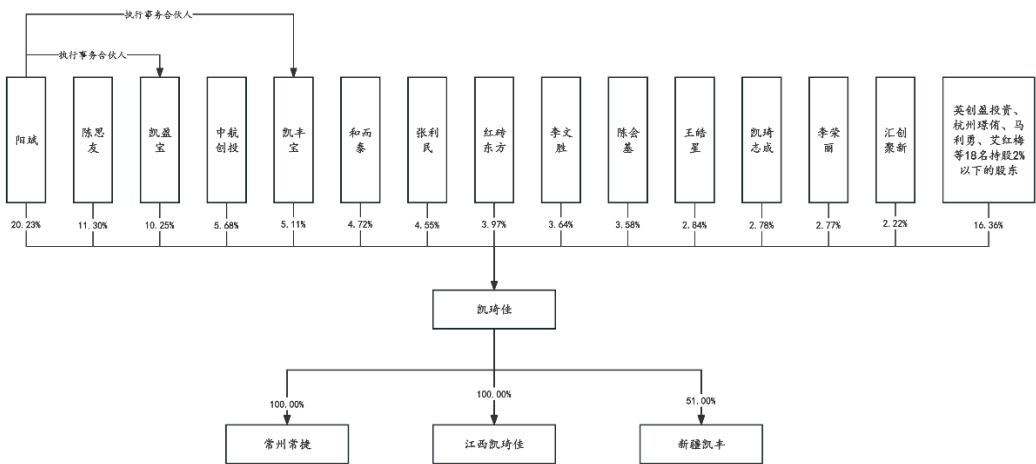 执行事务合伙人
执行事务合伙人
阳斌
陈思友
凯盈宝
中航创投
凯丰宝
和而泰
张利民
红砖东方
李文胜
陈会基
王皓星
凯琦志成
李荣丽
汇创聚新
英创盈投资、
杭州璟侑、马
利勇、艾红梅
等18名持股2%
以下的股东
20.23%
11.30%
10.25%
5.68%
5.11%
4.72%
4.55%
3.97%
3.64%
3.58%
2.84%
2.78%
2.77%
2.22%
16.36%
凯琦佳
100.00%
100.00%
51.00%
常州常捷
江西凯琦佳
新疆凯丰